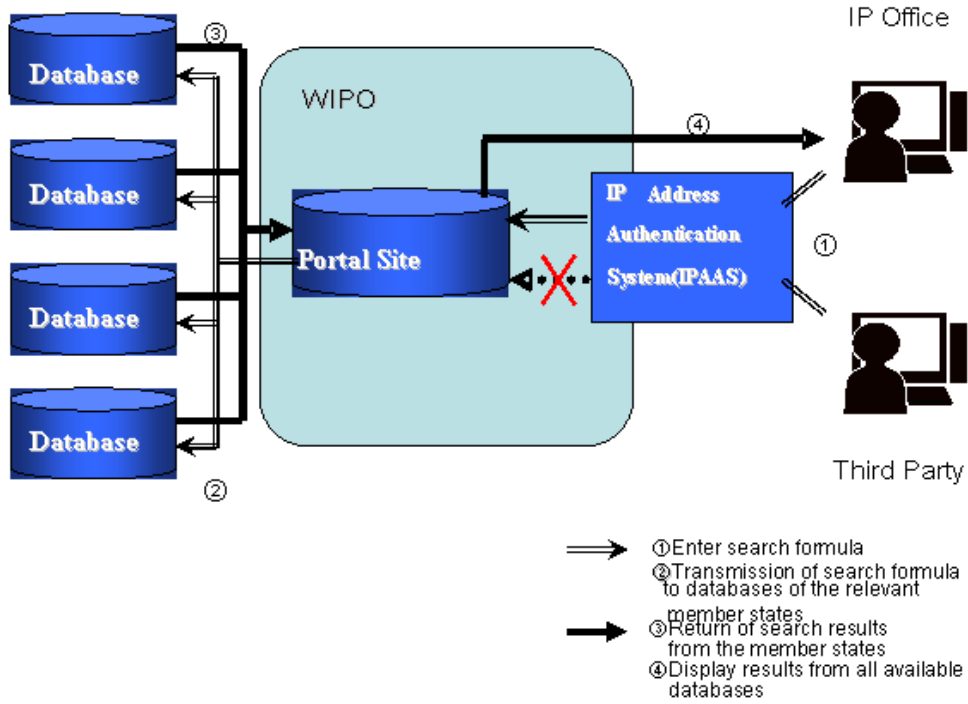 ③
IP Office
Database
WIPO
④
Database
IP Address
Authentication
System(IPAAS)
①
Portal Site
Database
Database
②
Third Party
①Enter search formula
②Transmission of search formula
to databases of the relevant
member states
③Return of search results
from the member states
④Display results from all available
databases